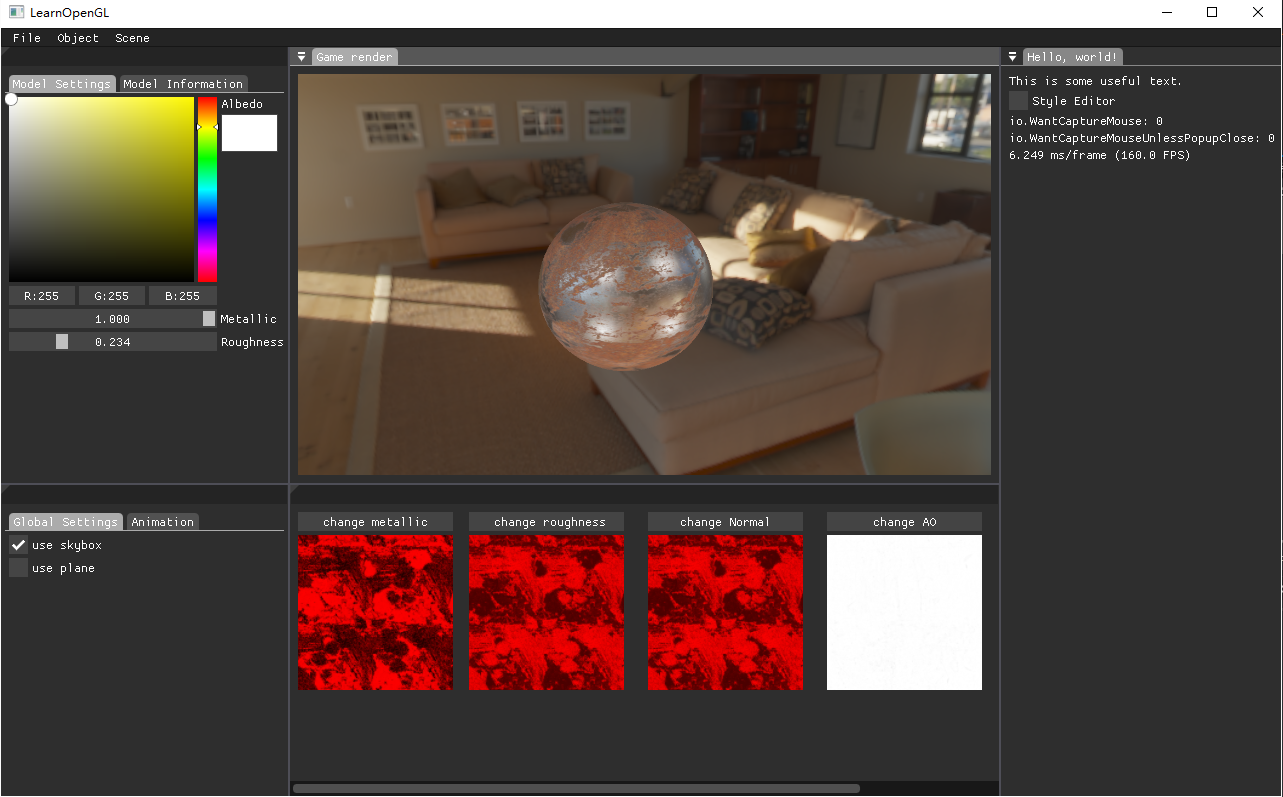 LearnOpenGL
File Object Scene
Model Settings Model Information
Albedo
R:255 G:255 B:255
1.000 Metallic
0.234 Roughness
Game render
Hello, world!
This is some useful text.
Style Editor
io.WantCaptureMouse: 0
io.WantCaptureMouseUnlessPopupClose: 0
6.249 ms/frame (160.0 FPS)
Global Settings Animation
use skybox
use plane
change metallic change roughness change Normal change AO